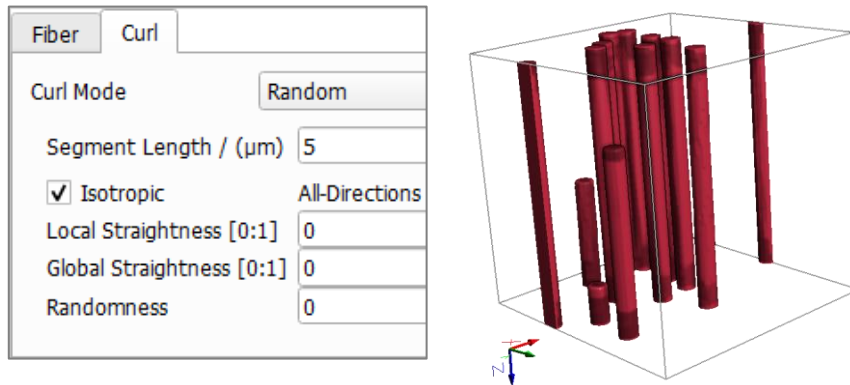 Fiber Curl
Curl Mode Random
Segment Length / (µm) 5
Isotropic All-Directions
Local Straightness [0:1] 0
Global Straightness [0:1] 0
Randomness 0
X
Z